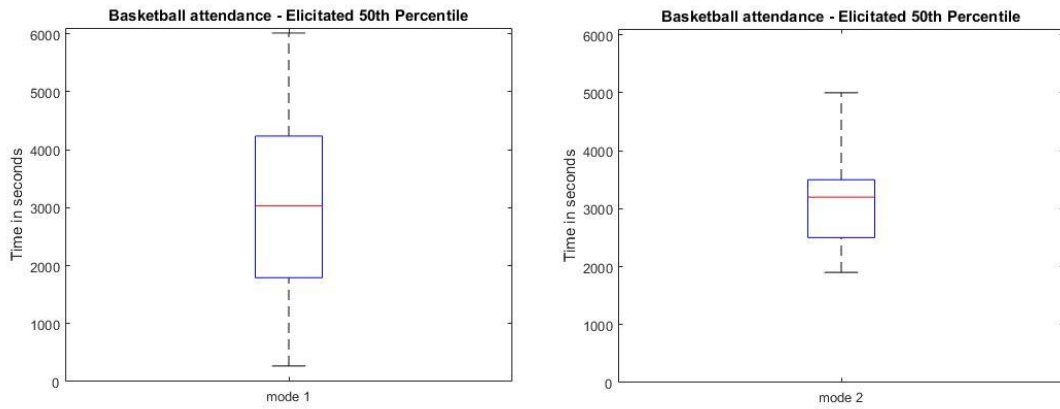 Basketball attendance - Elicitated 50th Percentile
6000
5000
4000
3000
2000
1000
0
Time in seconds
mode 1
Basketball attendance - Elicitated 50th Percentile
6000
5000
4000
3000
2000
1000
0
Time in seconds
mode 2